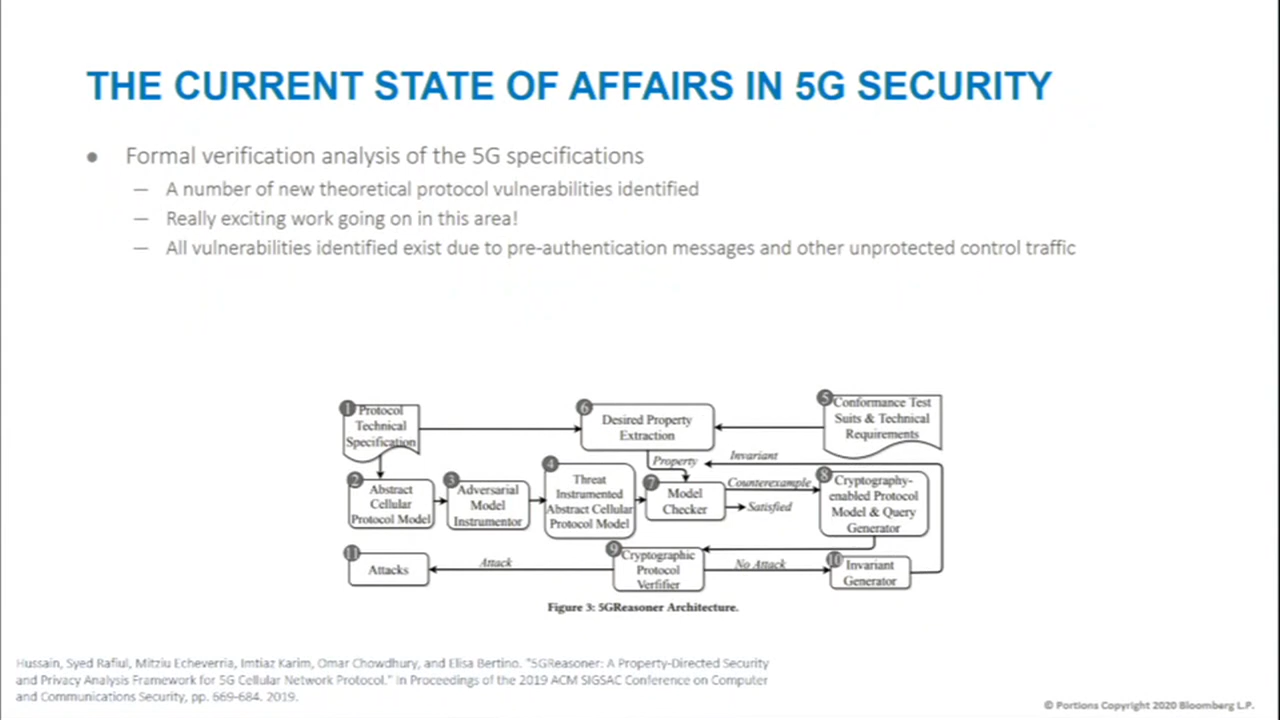 THE CURRENT STATE OF AFFAIRS IN 5G SECURITY
● Formal verification analysis of the 5G specifications
— A number of new theoretical protocol vulnerabilities identified
— Really exciting work going on in this area!
— All vulnerabilities identified exist due to pre-authentication messages and other unprotected control traffic
1
Protocol
Technical
Specification
6
Desired Property
Extraction
5
Conformance Test
Suits & Technical
Requirements
Property
Invariant
2
Abstract
Cellular
Protocol Model
3
Adversarial
Model
Instrumentor
4
Threat
Instrumented
Abstract Cellular
Protocol Model
7
Model
Checker
Counterexample
Satisfied
8
Cryptography-
enabled Protocol
Model & Query
Generator
11
Attacks
Attack
9
Cryptographic
Protocol
Verfifier
No Attack
10
Invariant
Generator
Figure 3: 5GReasoner Architecture.
Hussain, Syed Rafiul, Mitziu Echeverria, Imtiaz Karim, Omar Chowdhury, and Elisa Bertino. "5GReasoner: A Property-Directed Security
and Privacy Analysis Framework for 5G Cellular Network Protocol." In Proceedings of the 2019 ACM SIGSAC Conference on Computer
and Communications Security, pp. 669-684. 2019.
© Portions Copyright 2020 Bloomberg L.P.